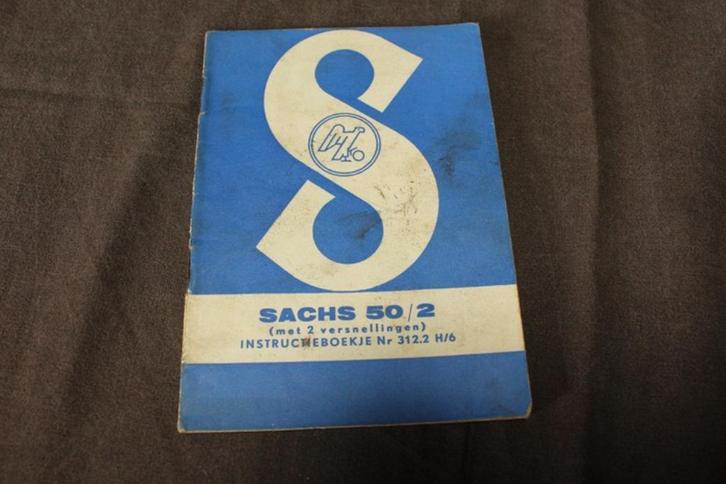 S
SACHS 50/2
(met 2 versnellingen)
INSTRUCTIEBOEKJE Nr 312.2 H/6